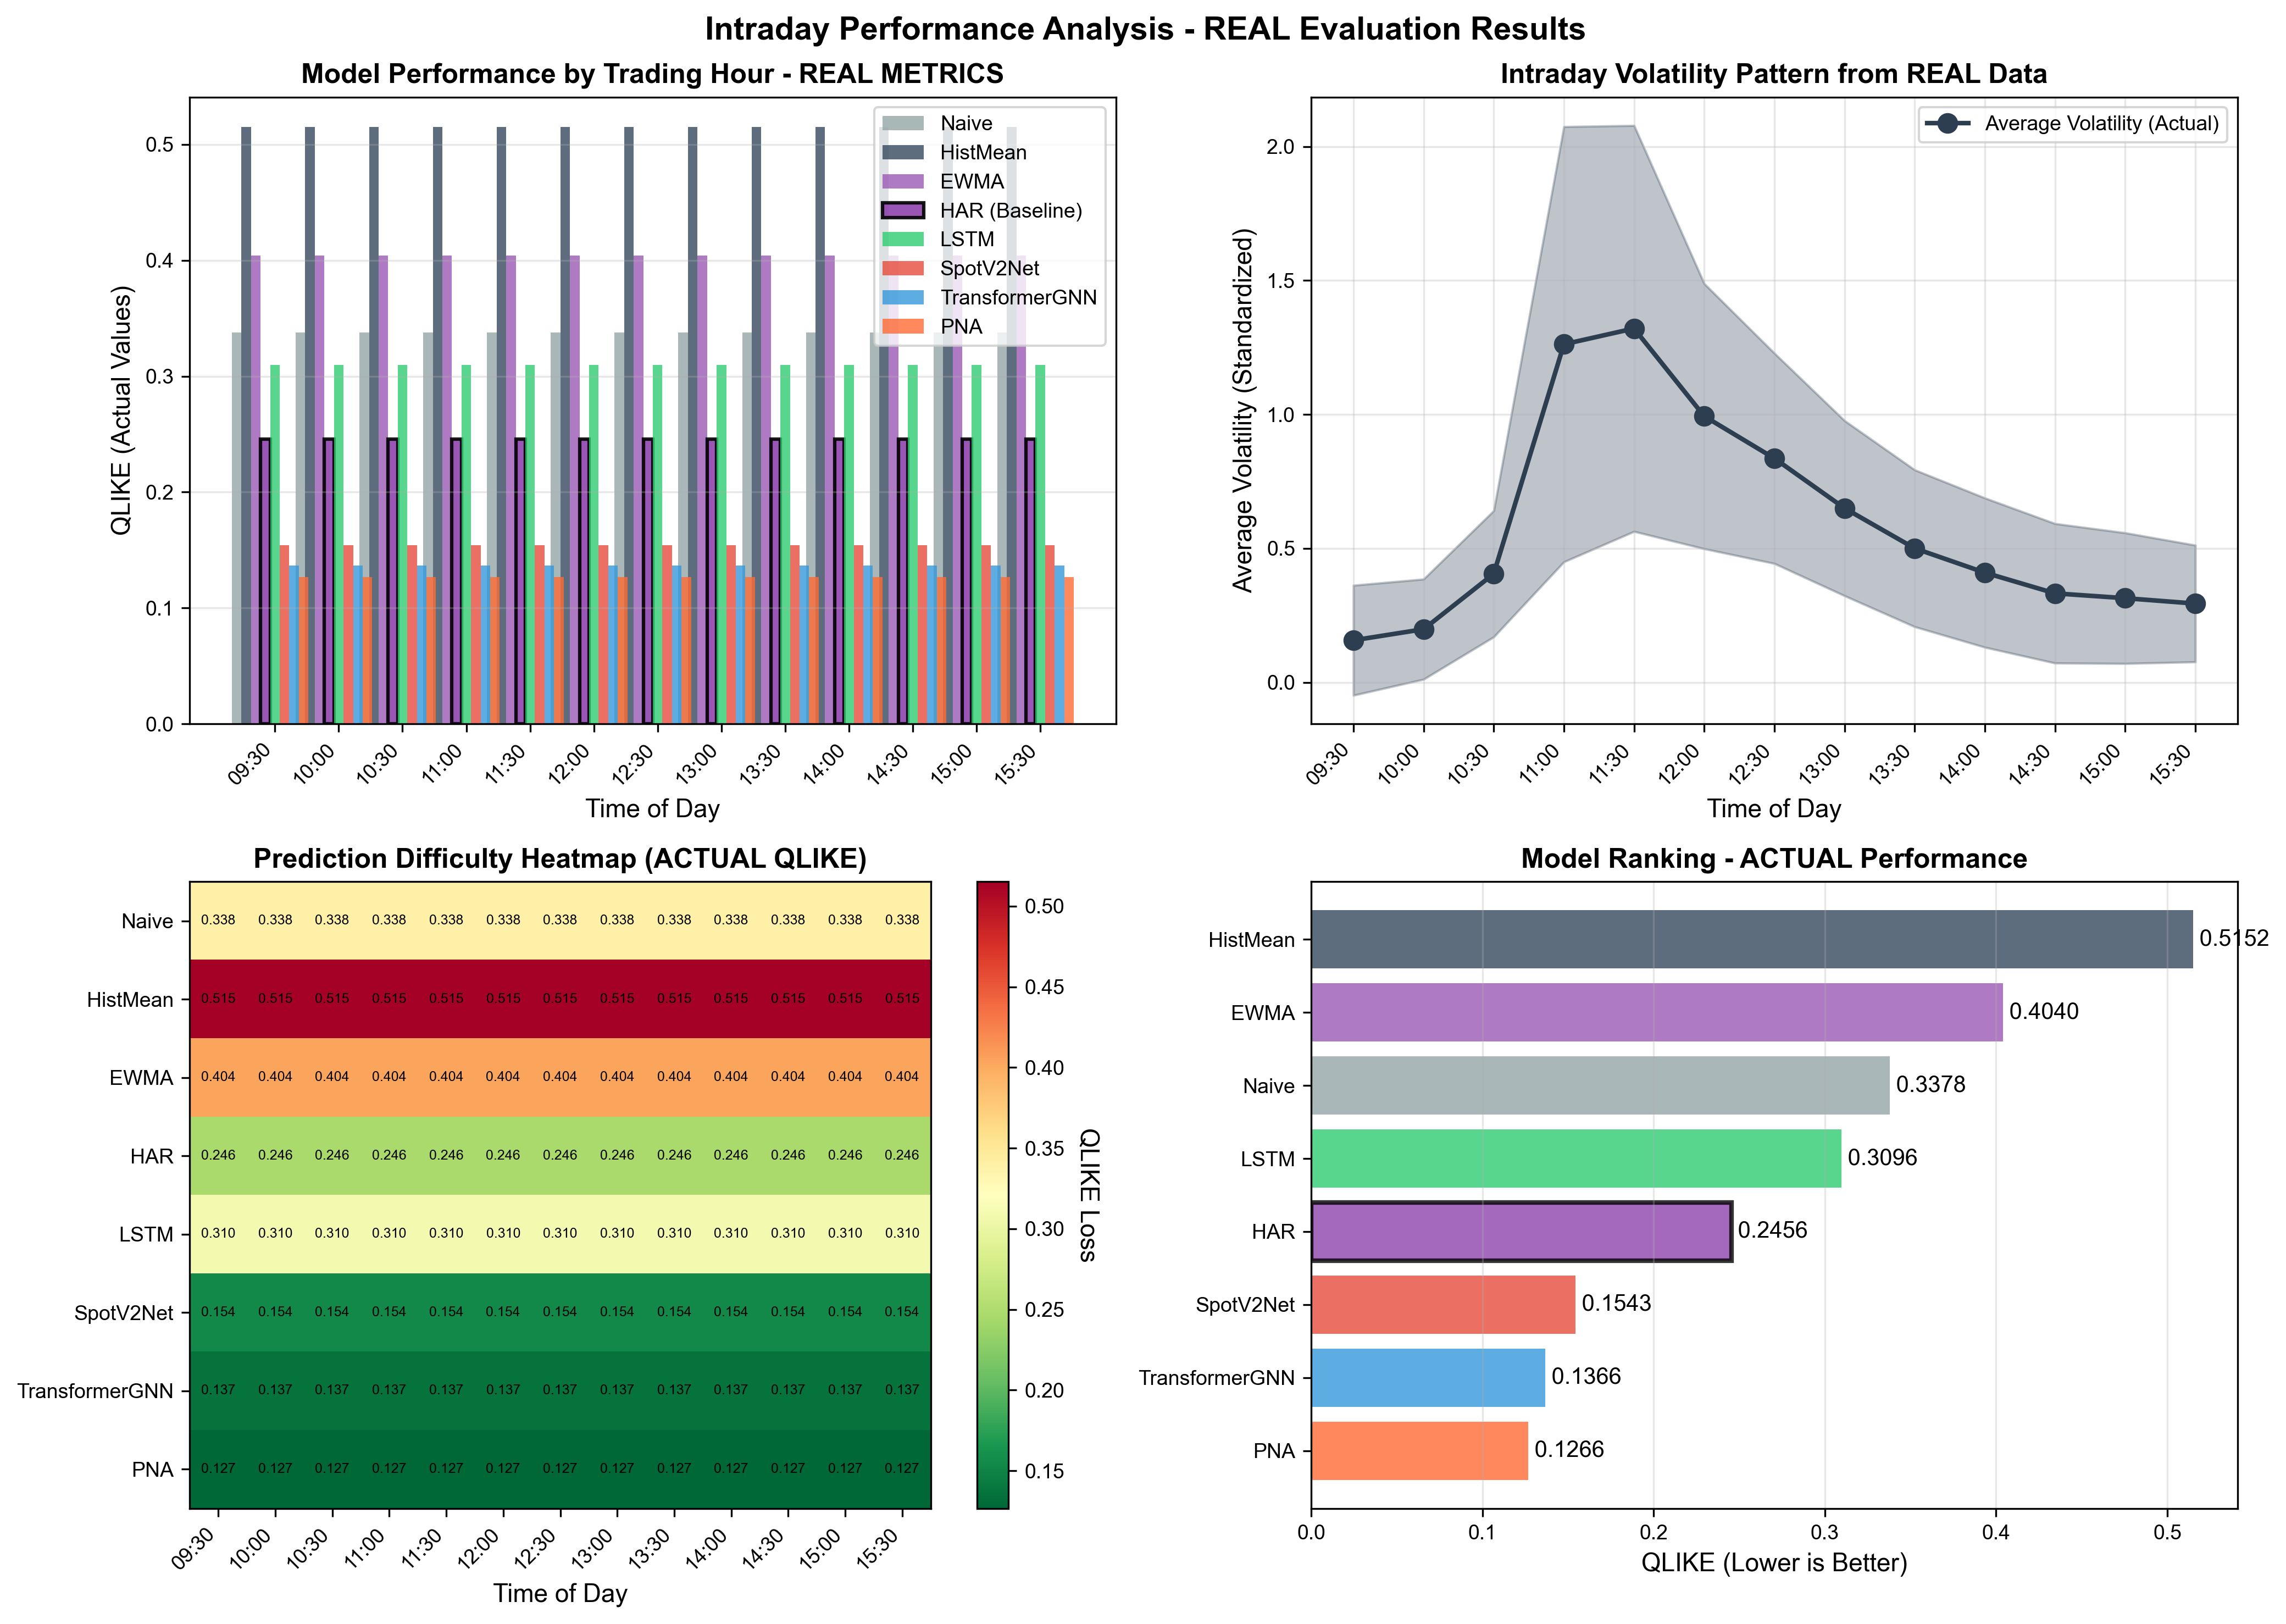 Intraday Performance Analysis - REAL Evaluation Results
Model Performance by Trading Hour - REAL METRICS
QLIKE (Actual Values)
0.5
0.4
0.3
0.2
0.1
0.0
Naive
HistMean
EWMA
HAR (Baseline)
LSTM
SpotV2Net
TransformerGNN
PNA
09:30 10:00 10:30 11:00 11:30 12:00 12:30 13:00 13:30 14:00 14:30 15:00 15:30
Time of Day
Intraday Volatility Pattern from REAL Data
Average Volatility (Standardized)
2.0
1.5
1.0
0.5
0.0
Average Volatility (Actual)
09:30 10:00 10:30 11:00 11:30 12:00 12:30 13:00 13:30 14:00 14:30 15:00 15:30
Time of Day
Prediction Difficulty Heatmap (ACTUAL QLIKE)
Naive 0.338 0.338 0.338 0.338 0.338 0.338 0.338 0.338 0.338 0.338 0.338 0.338 0.338
HistMean 0.515 0.515 0.515 0.515 0.515 0.515 0.515 0.515 0.515 0.515 0.515 0.515 0.515
EWMA 0.404 0.404 0.404 0.404 0.404 0.404 0.404 0.404 0.404 0.404 0.404 0.404 0.404
HAR 0.246 0.246 0.246 0.246 0.246 0.246 0.246 0.246 0.246 0.246 0.246 0.246 0.246
LSTM 0.310 0.310 0.310 0.310 0.310 0.310 0.310 0.310 0.310 0.310 0.310 0.310 0.310
SpotV2Net 0.154 0.154 0.154 0.154 0.154 0.154 0.154 0.154 0.154 0.154 0.154 0.154 0.154
TransformerGNN 0.137 0.137 0.137 0.137 0.137 0.137 0.137 0.137 0.137 0.137 0.137 0.137 0.137
PNA 0.127 0.127 0.127 0.127 0.127 0.127 0.127 0.127 0.127 0.127 0.127 0.127 0.127
09:30 10:00 10:30 11:00 11:30 12:00 12:30 13:00 13:30 14:00 14:30 15:00 15:30
Time of Day
0.50
0.45
0.40
0.35
0.30
0.25
0.20
0.15
QLIKE Loss
Model Ranking - ACTUAL Performance
HistMean 0.5152
EWMA 0.4040
Naive 0.3378
LSTM 0.3096
HAR 0.2456
SpotV2Net 0.1543
TransformerGNN 0.1366
PNA 0.1266
0.0 0.1 0.2 0.3 0.4 0.5
QLIKE (Lower is Better)